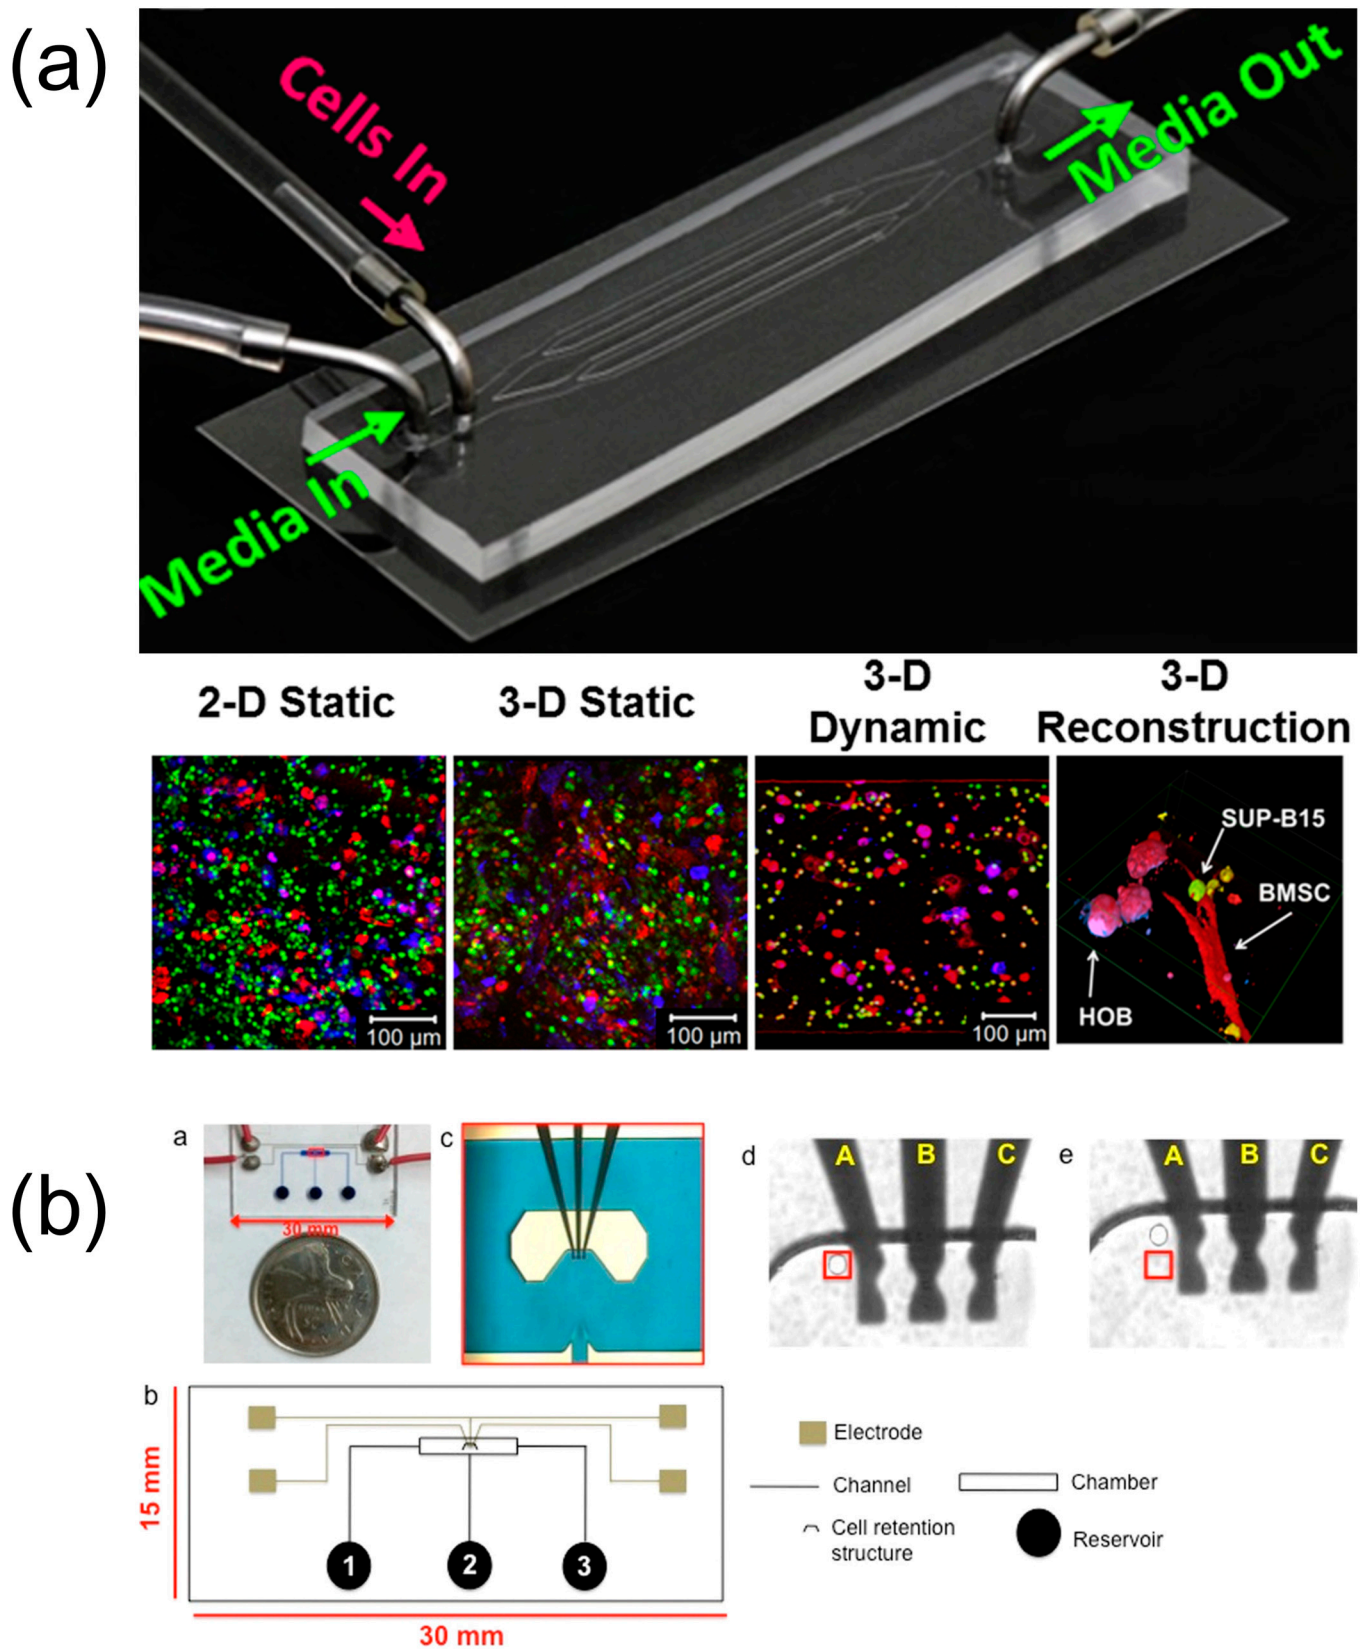 (a)
Cells In
Media Out
Media In
2-D Static
3-D Static
3-D
Dynamic
3-D
Reconstruction
SUP-B15
BMSC
HOB
100 µm
100 µm
100 µm
(b)
a
30 mm
c
d
A B C
e
A B C
b
15 mm
1
2
3
30 mm
Electrode
Channel
Chamber
Cell retention
structure
Reservoir